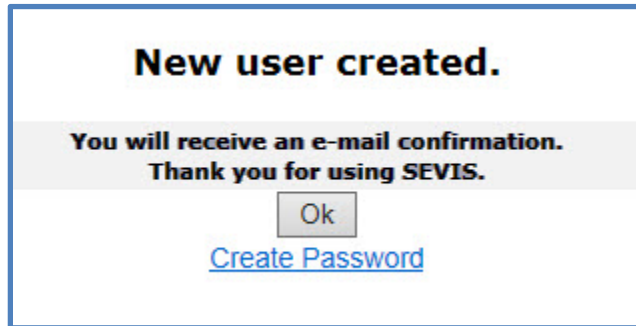 New user created.
You will receive an e-mail confirmation.
Thank you for using SEVIS.
Ok
Create Password